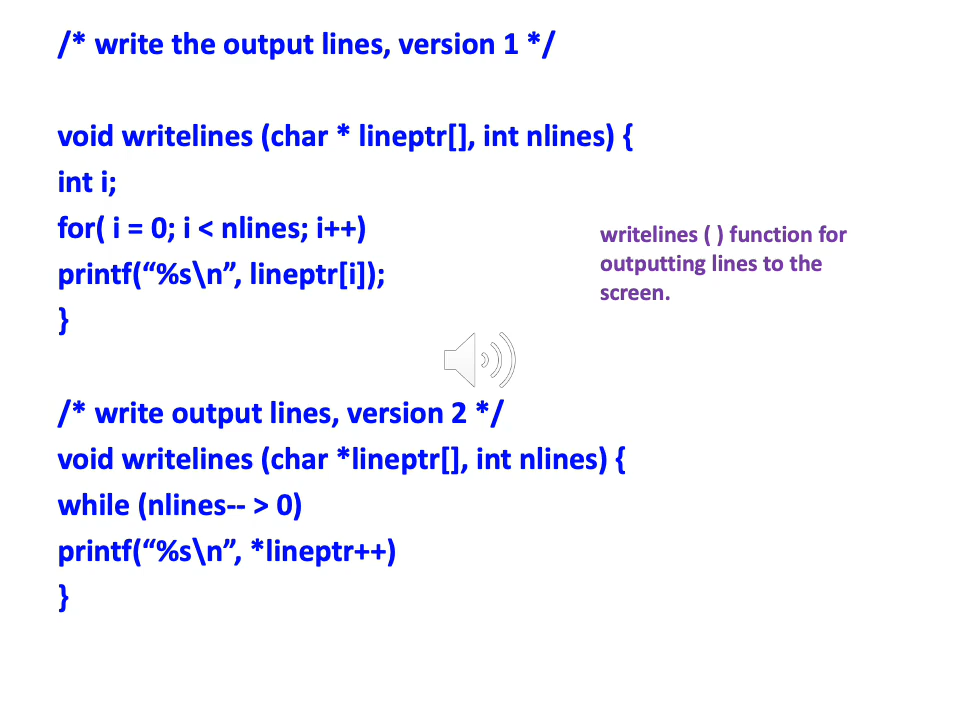 /* write the output lines, version 1 */
void writelines (char * lineptr[], int nlines) {
int i;
for( i = 0; i < nlines; i++)
printf(“%s\n”, lineptr[i]);
}
writelines ( ) function for
outputting lines to the
screen.
/* write output lines, version 2 */
void writelines (char *lineptr[], int nlines) {
while (nlines-- > 0)
printf(“%s\n”, *lineptr++)
}